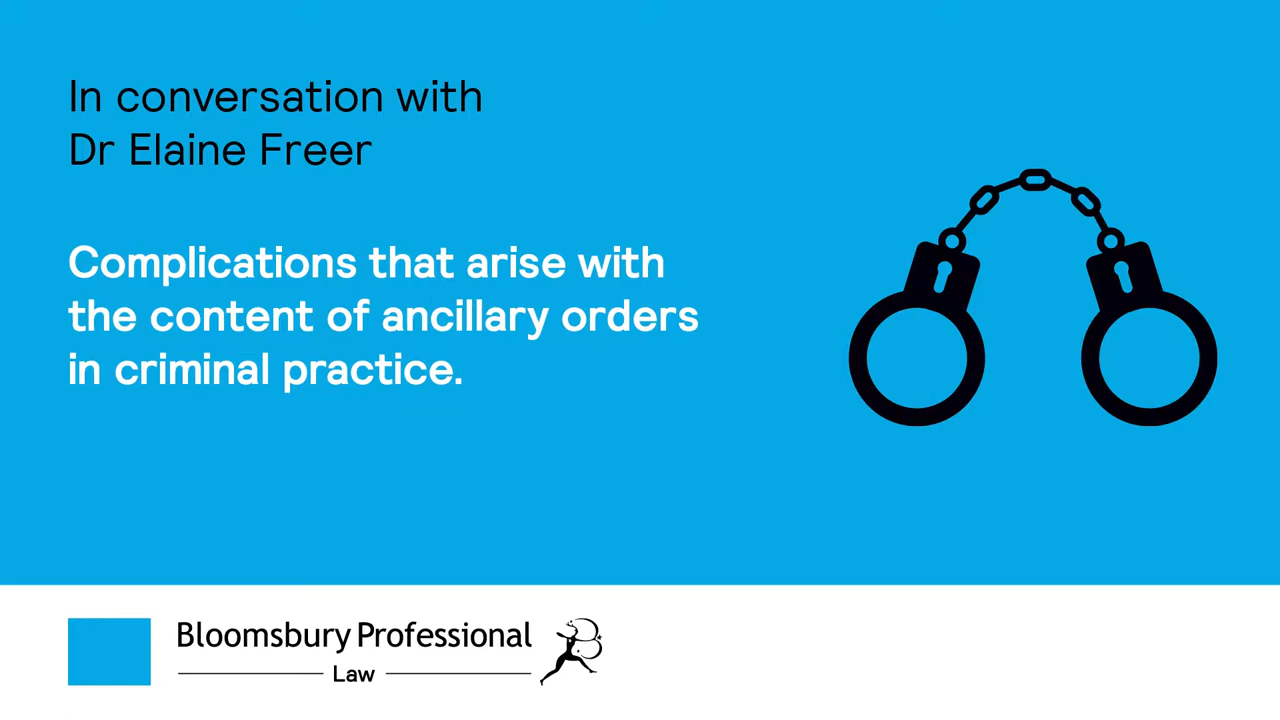 In conversation with
Dr Elaine Freer
Complications that arise with
the content of ancillary orders
in criminal practice.
Bloomsbury Professional
Law